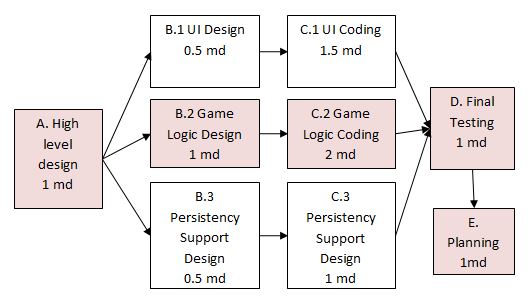 B.1 UI Design
0.5 md
C.1 UI Coding
1.5 md
A. High
level
design
1 md
B.2 Game
Logic Design
1 md
C.2 Game
Logic Coding
2 md
D. Final
Testing
1 md
B.3
Persistency
Support
Design
0.5 md
C.3
Persistency
Support
Design
1 md
E.
Planning
1md